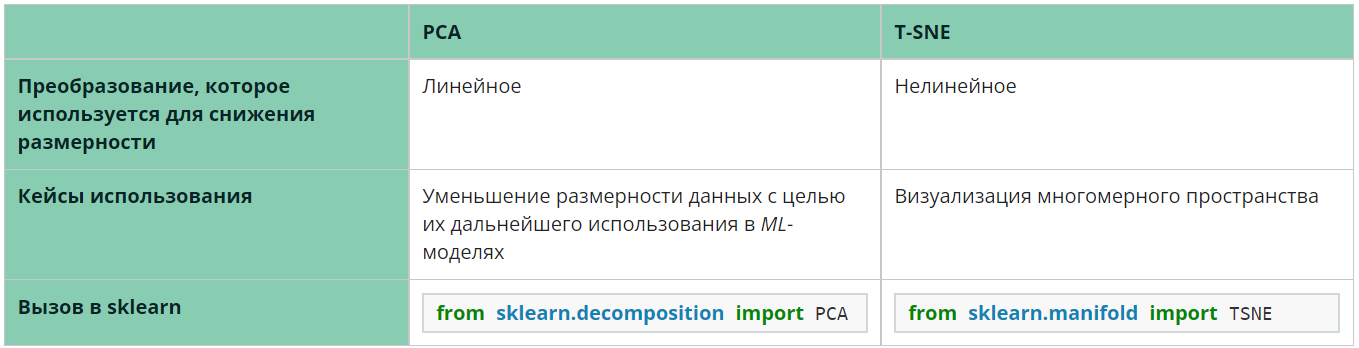 PCA
T-SNE
Преобразование, которое
используется для снижения
размерности
Линейное
Нелинейное
Кейсы использования
Уменьшение размерности данных с целью
их дальнейшего использования в ML-
моделях
Визуализация многомерного пространства
Вызов в sklearn
from sklearn.decomposition import PCA
from sklearn.manifold import TSNE